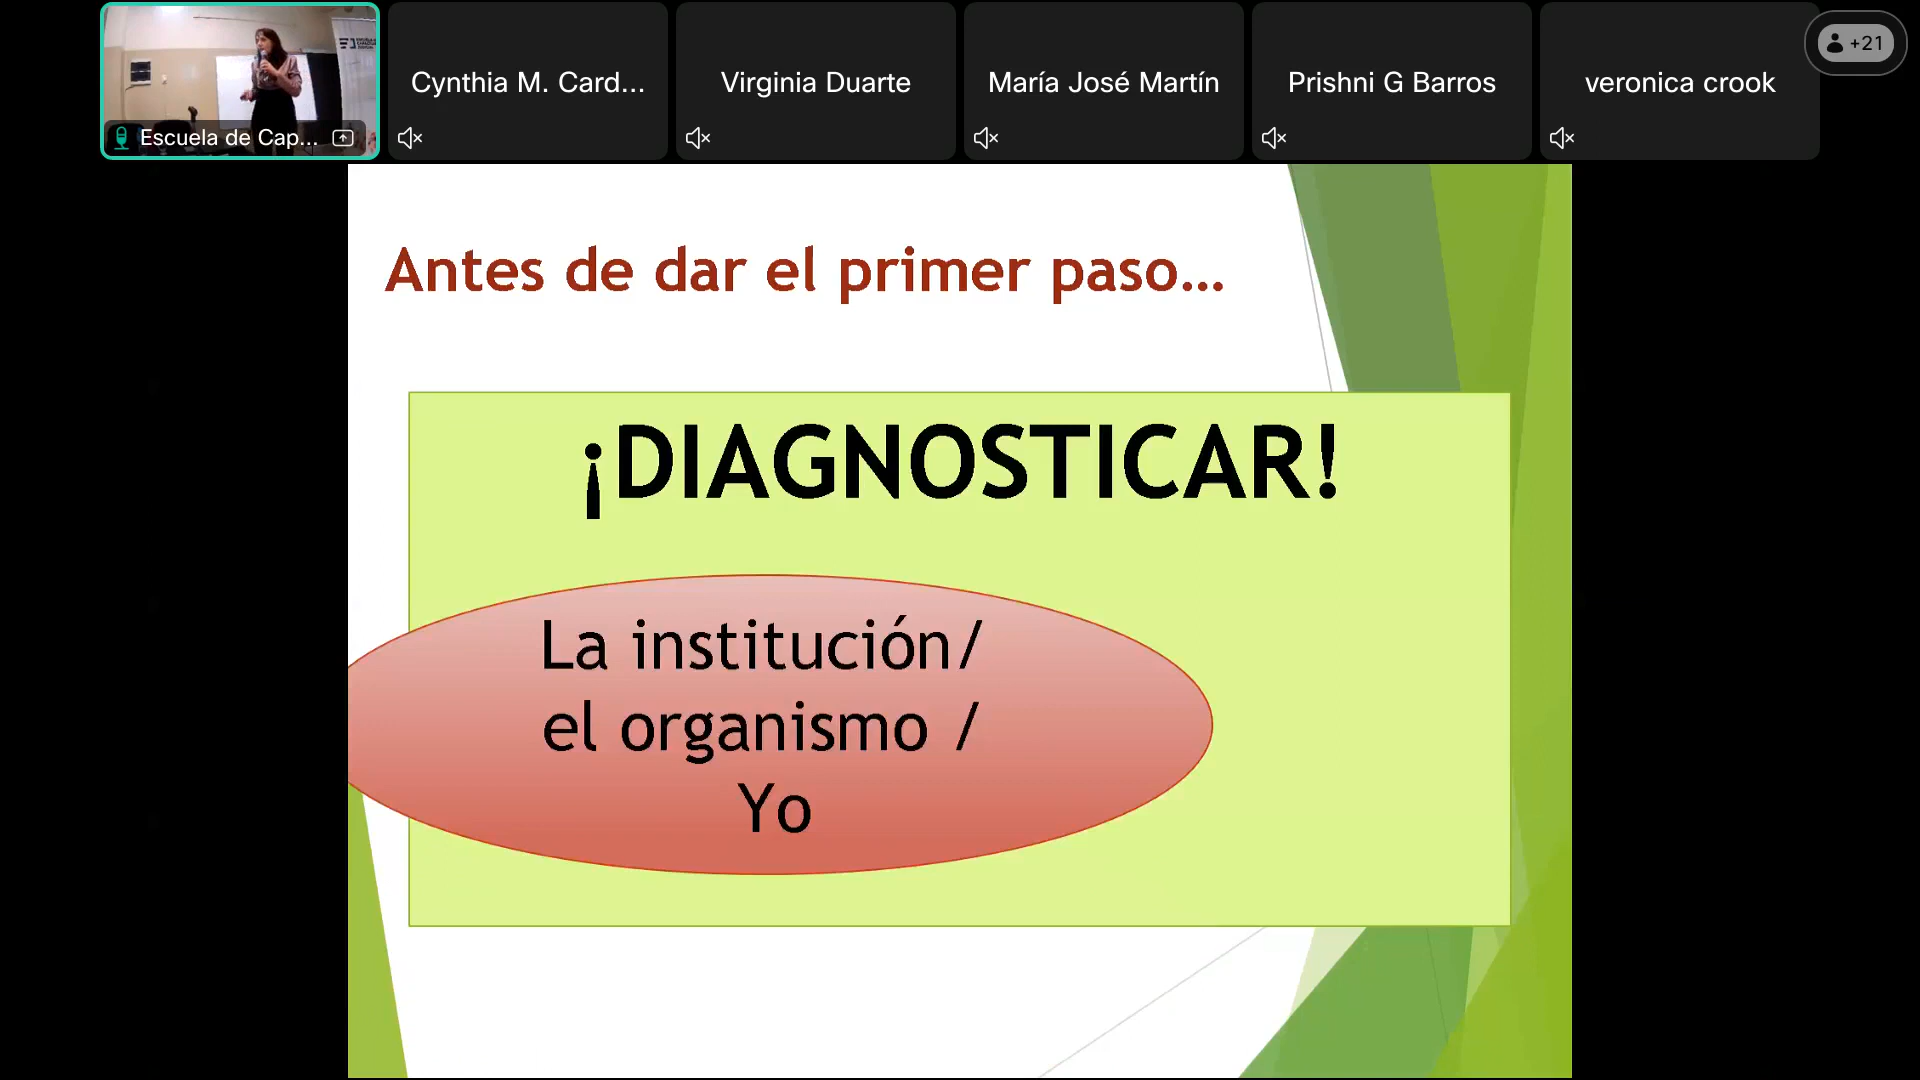 Escuela de Cap...
Cynthia M. Card...
Virginia Duarte
María José Martín
Prishni G Barros
veronica crook
+21
Antes de dar el primer paso...
¡DIAGNOSTICAR!
La institución/
el organismo /
Yo